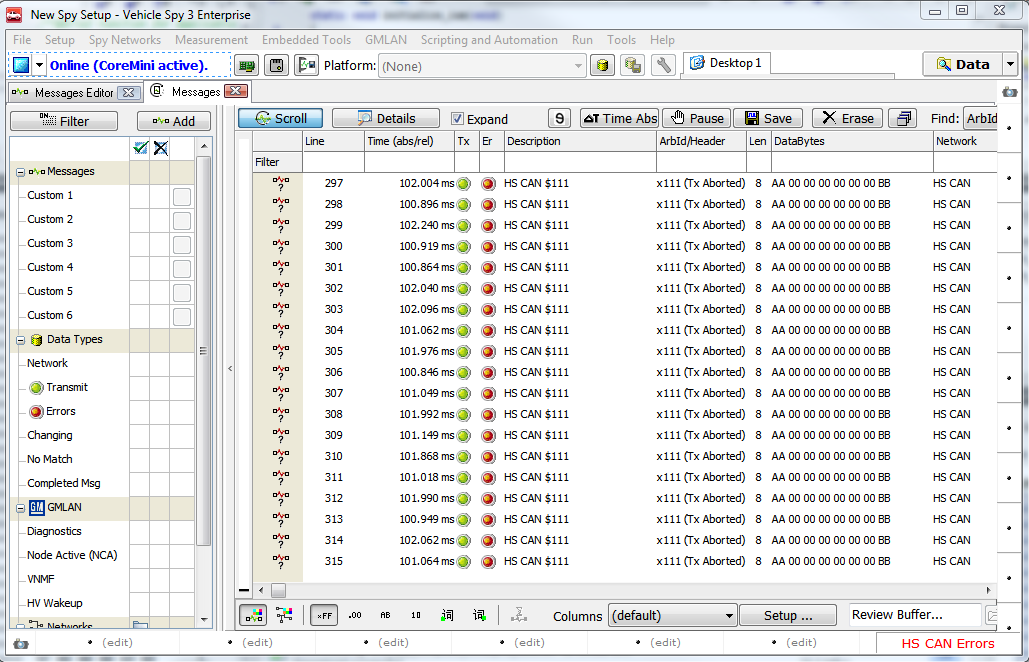 New Spy Setup - Vehicle Spy 3 Enterprise
File Setup Spy Networks Measurement Embedded Tools GMLAN Scripting and Automation Run Tools Help
Online (CoreMini active). Platform: (None) Desktop 1 Data
Messages Editor Messages
Filter Add Scroll Details Expand 9 ΔT Time Abs Pause Save Erase Find: ArbId
Line Time (abs/rel) Tx Er Description ArbId/Header Len DataBytes Network
Filter
Messages
Custom 1
Custom 2
Custom 3
Custom 4
Custom 5
Custom 6
Data Types
Network
Transmit
Errors
Changing
No Match
Completed Msg
GM GMLAN
Diagnostics
Node Active (NCA)
VNMF
HV Wakeup
Networks
297 102.004 ms HS CAN $111 x111 (Tx Aborted) 8 AA 00 00 00 00 00 00 BB HS CAN
298 100.896 ms HS CAN $111 x111 (Tx Aborted) 8 AA 00 00 00 00 00 00 BB HS CAN
299 102.240 ms HS CAN $111 x111 (Tx Aborted) 8 AA 00 00 00 00 00 00 BB HS CAN
300 100.919 ms HS CAN $111 x111 (Tx Aborted) 8 AA 00 00 00 00 00 00 BB HS CAN
301 100.864 ms HS CAN $111 x111 (Tx Aborted) 8 AA 00 00 00 00 00 00 BB HS CAN
302 102.040 ms HS CAN $111 x111 (Tx Aborted) 8 AA 00 00 00 00 00 00 BB HS CAN
303 102.096 ms HS CAN $111 x111 (Tx Aborted) 8 AA 00 00 00 00 00 00 BB HS CAN
304 101.062 ms HS CAN $111 x111 (Tx Aborted) 8 AA 00 00 00 00 00 00 BB HS CAN
305 101.976 ms HS CAN $111 x111 (Tx Aborted) 8 AA 00 00 00 00 00 00 BB HS CAN
306 100.846 ms HS CAN $111 x111 (Tx Aborted) 8 AA 00 00 00 00 00 00 BB HS CAN
307 101.049 ms HS CAN $111 x111 (Tx Aborted) 8 AA 00 00 00 00 00 00 BB HS CAN
308 101.992 ms HS CAN $111 x111 (Tx Aborted) 8 AA 00 00 00 00 00 00 BB HS CAN
309 101.149 ms HS CAN $111 x111 (Tx Aborted) 8 AA 00 00 00 00 00 00 BB HS CAN
310 101.868 ms HS CAN $111 x111 (Tx Aborted) 8 AA 00 00 00 00 00 00 BB HS CAN
311 101.018 ms HS CAN $111 x111 (Tx Aborted) 8 AA 00 00 00 00 00 00 BB HS CAN
312 101.990 ms HS CAN $111 x111 (Tx Aborted) 8 AA 00 00 00 00 00 00 BB HS CAN
313 100.949 ms HS CAN $111 x111 (Tx Aborted) 8 AA 00 00 00 00 00 00 BB HS CAN
314 102.062 ms HS CAN $111 x111 (Tx Aborted) 8 AA 00 00 00 00 00 00 BB HS CAN
315 101.064 ms HS CAN $111 x111 (Tx Aborted) 8 AA 00 00 00 00 00 00 BB HS CAN
xFF .00 AB 10 Columns (default) Setup ... Review Buffer...
(edit) (edit) (edit) (edit) (edit) (edit) HS CAN Errors